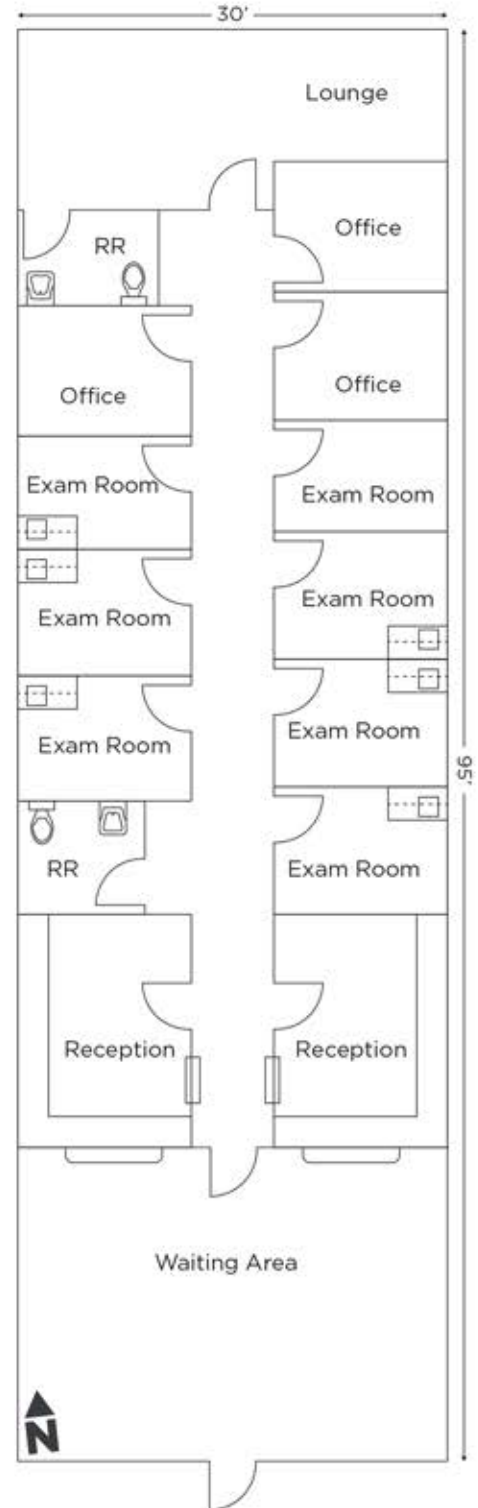 30'
Lounge
Office
RR
Office
Office
Exam Room
Exam Room
Exam Room
Exam Room
Exam Room
Exam Room
95'
RR
Exam Room
Reception
Reception
Waiting Area
N